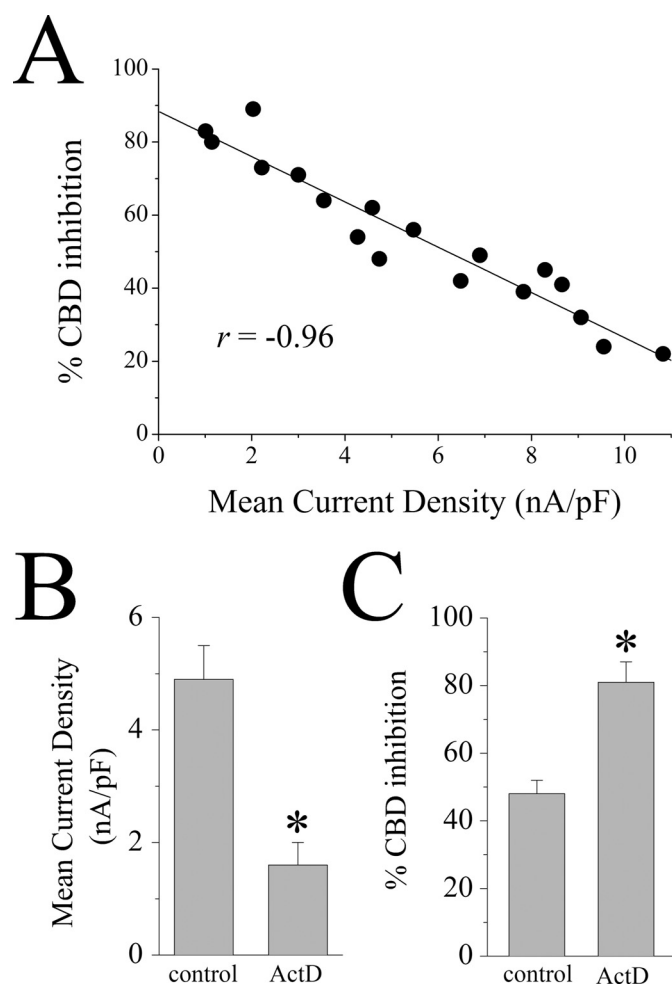 A
100
80
60
40
20
0
% CBD inhibition
r = -0.96
0 2 4 6 8 10
Mean Current Density (nA/pF)
B
6
4
2
0
Mean Current Density
(nA/pF)
*
control ActD
C
100
80
60
40
20
0
% CBD inhibition
*
control ActD